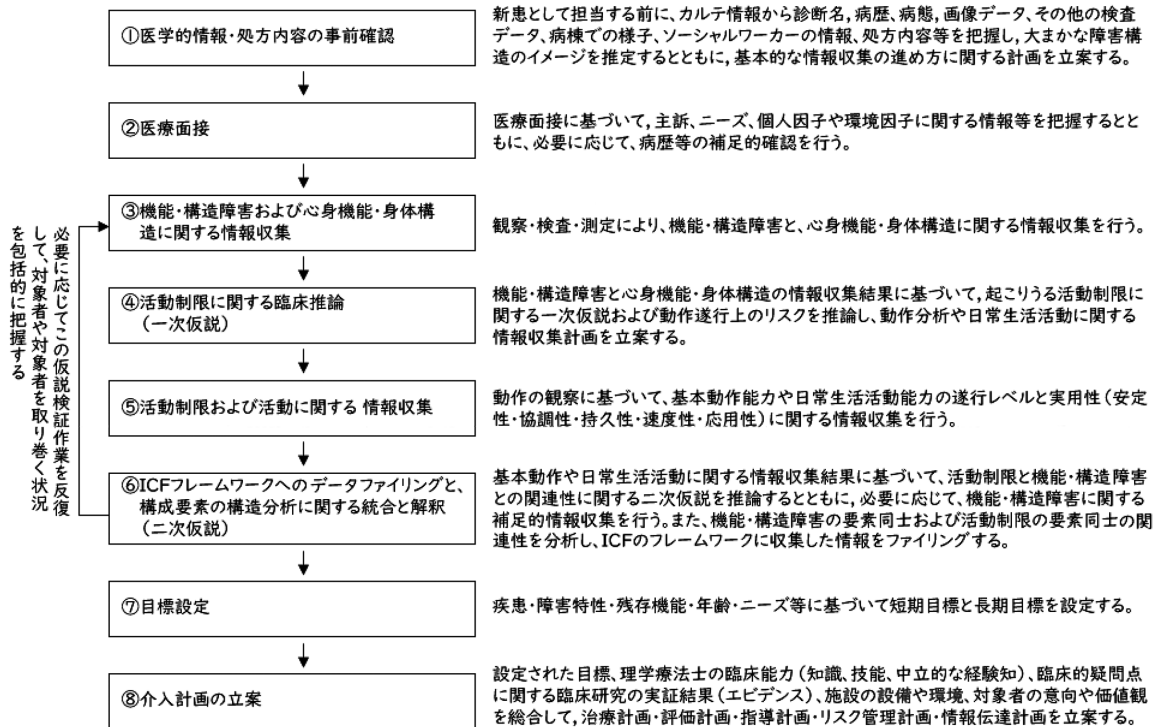 ①医学的情報・処方内容の事前確認
新患として担当する前に、カルテ情報から診断名,病歴,病態,画像データ、その他の検査
データ、病棟での様子、ソーシャルワーカーの情報、処方内容等を把握し,大まかな障害構
造のイメージを推定するとともに,基本的な情報収集の進め方に関する計画を立案する。
②医療面接
医療面接に基づいて,主訴、ニーズ、個人因子や環境因子に関する情報等を把握するとと
もに、必要に応じて、病歴等の補足的確認を行う。
③機能・構造障害および心身機能・身体構
造に関する情報収集
観察・検査・測定により、機能・構造障害と、心身機能・身体構造に関する情報収集を行う。
④活動制限に関する臨床推論
(一次仮説)
機能・構造障害と心身機能・身体構造の情報収集結果に基づいて,起こりうる活動制限に
関する一次仮説および動作遂行上のリスクを推論し、動作分析や日常生活活動に関する
情報収集計画を立案する。
⑤活動制限および活動に関する 情報収集
動作の観察に基づいて、基本動作能力や日常生活活動能力の遂行レベルと実用性(安定
性・協調性・持久性・速度性・応用性)に関する情報収集を行う。
⑥ICFフレームワークへのデータファイリングと、
構成要素の構造分析に関する統合と解釈
(二次仮説)
基本動作や日常生活活動に関する情報収集結果に基づいて、活動制限と機能・構造障害
との関連性に関する二次仮説を推論するとともに,必要に応じて、機能・構造障害に関する
補足的情報収集を行う。また、機能・構造障害の要素同士および活動制限の要素同士の関
連性を分析し、ICFのフレームワークに収集した情報をファイリングする。
必要に応じてこの仮説検証作業を反復
して、対象者や対象者を取り巻く状況
を包括的に把握する
⑦目標設定
疾患・障害特性・残存機能・年齢・ニーズ等に基づいて短期目標と長期目標を設定する。
⑧介入計画の立案
設定された目標、理学療法士の臨床能力(知識、技能、中立的な経験知)、臨床的疑問点
に関する臨床研究の実証結果(エビデンス)、施設の設備や環境、対象者の意向や価値観
を総合して,治療計画・評価計画・指導計画・リスク管理計画・情報伝達計画を立案する。